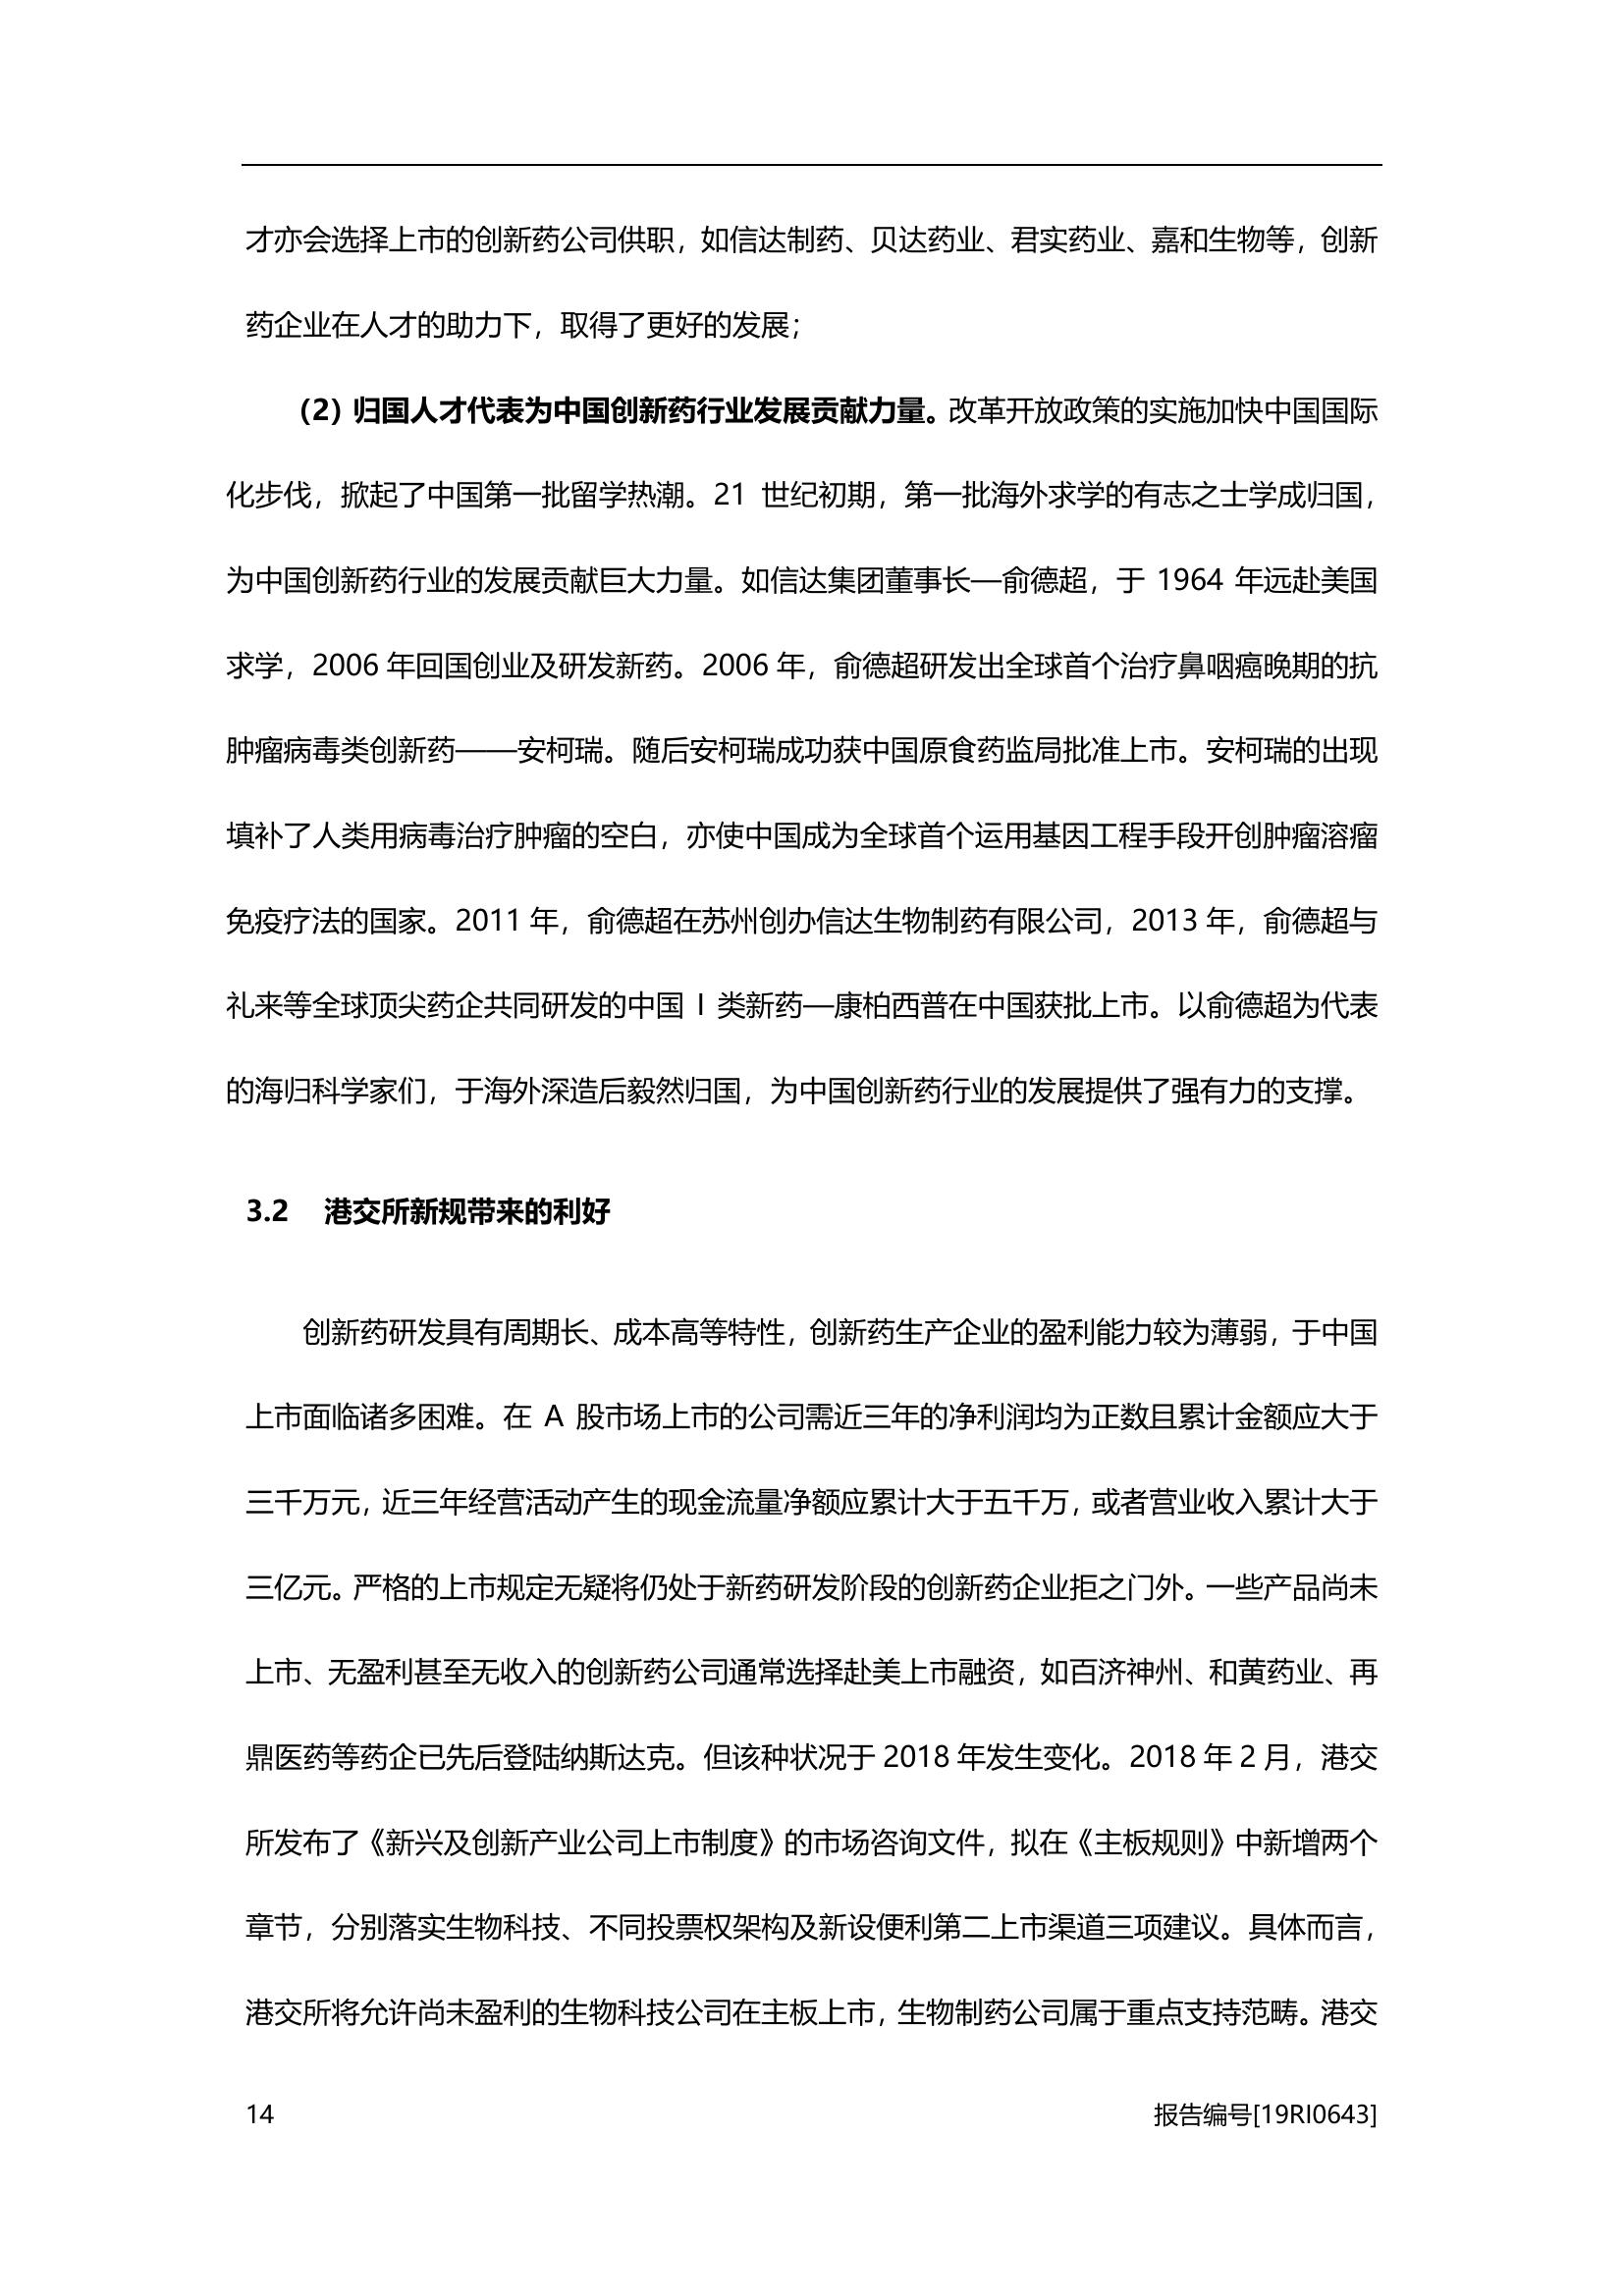 才亦会选择上市的创新药公司供职，如信达制药、贝达药业、君实药业、嘉和生物等，创新
药企业在人才的助力下，取得了更好的发展；
（2）归国人才代表为中国创新药行业发展贡献力量。改革开放政策的实施加快中国国际
化步伐，掀起了中国第一批留学热潮。21 世纪初期，第一批海外求学的有志之士学成归国，
为中国创新药行业的发展贡献巨大力量。如信达集团董事长—俞德超，于 1964 年远赴美国
求学，2006 年回国创业及研发新药。2006 年，俞德超研发出全球首个治疗鼻咽癌晚期的抗
肿瘤病毒类创新药——安柯瑞。随后安柯瑞成功获中国原食药监局批准上市。安柯瑞的出现
填补了人类用病毒治疗肿瘤的空白，亦使中国成为全球首个运用基因工程手段开创肿瘤溶瘤
免疫疗法的国家。2011 年，俞德超在苏州创办信达生物制药有限公司，2013 年，俞德超与
礼来等全球顶尖药企共同研发的中国 I 类新药—康柏西普在中国获批上市。以俞德超为代表
的海归科学家们，于海外深造后毅然归国，为中国创新药行业的发展提供了强有力的支撑。
3.2 港交所新规带来的利好
创新药研发具有周期长、成本高等特性，创新药生产企业的盈利能力较为薄弱，于中国
上市面临诸多困难。在 A 股市场上市的公司需近三年的净利润均为正数且累计金额应大于
三千万元，近三年经营活动产生的现金流量净额应累计大于五千万，或者营业收入累计大于
三亿元。严格的上市规定无疑将仍处于新药研发阶段的创新药企业拒之门外。一些产品尚未
上市、无盈利甚至无收入的创新药公司通常选择赴美上市融资，如百济神州、和黄药业、再
鼎医药等药企已先后登陆纳斯达克。但该种状况于 2018 年发生变化。2018 年 2 月，港交
所发布了《新兴及创新产业公司上市制度》的市场咨询文件，拟在《主板规则》中新增两个
章节，分别落实生物科技、不同投票权架构及新设便利第二上市渠道三项建议。具体而言，
港交所将允许尚未盈利的生物科技公司在主板上市，生物制药公司属于重点支持范畴。港交
14 报告编号[19RI0643]